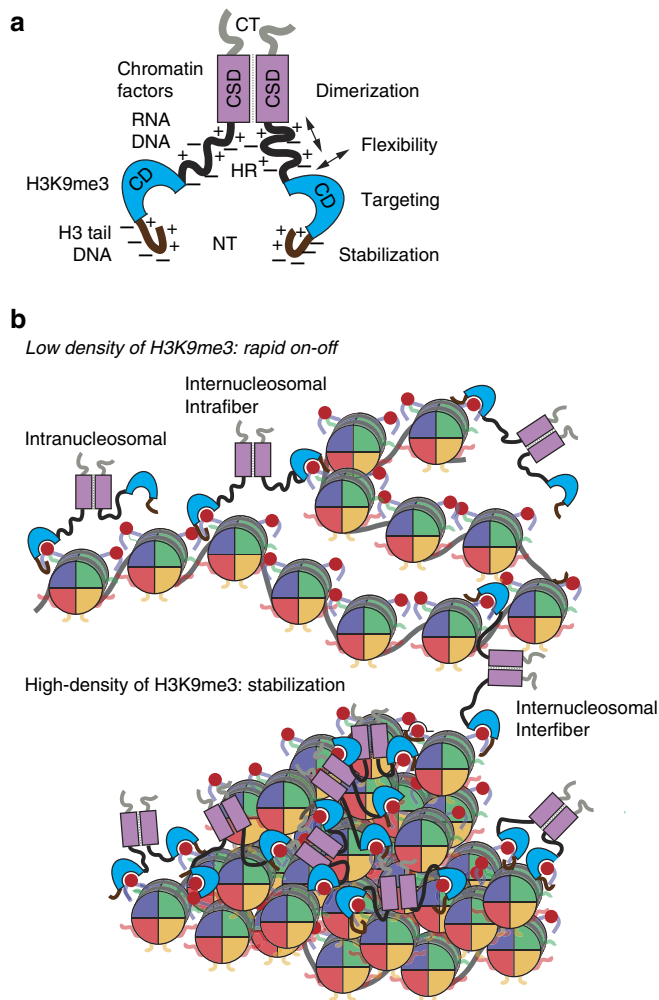 a
CT
Chromatin
factors
CSD
CSD
Dimerization
RNA
DNA
HR
Flexibility
H3K9me3
CD
CD
Targeting
H3 tail
DNA
NT
Stabilization
b
Low density of H3K9me3: rapid on-off
Internucleosomal
Intrafiber
Intranucleosomal
High-density of H3K9me3: stabilization
Internucleosomal
Interfiber